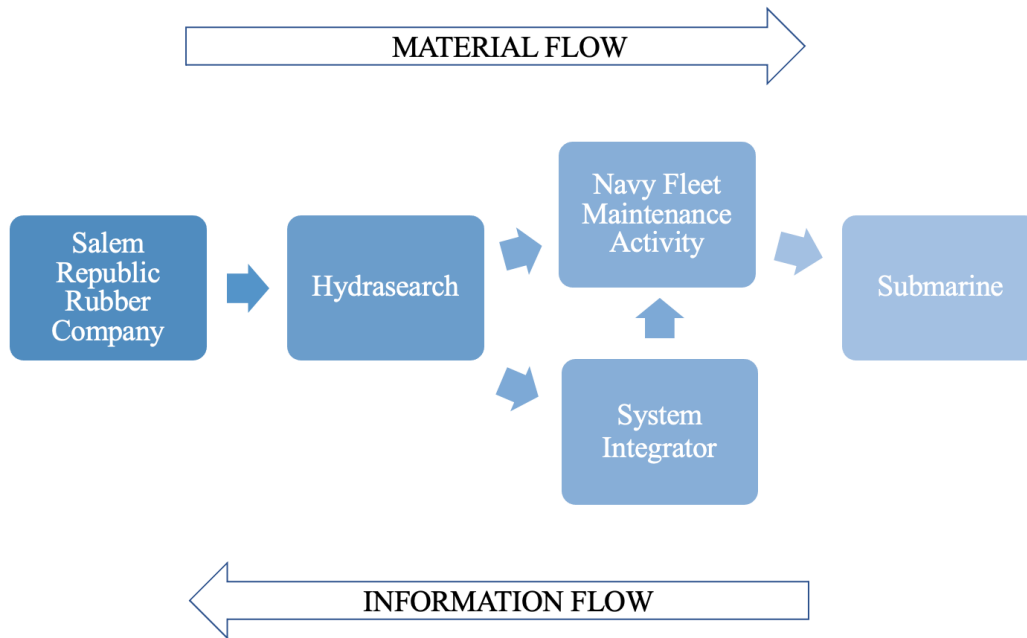 MATERIAL FLOW
Salem
Republic
Rubber
Company
Hydrasearch
Navy Fleet
Maintenance
Activity
System
Integrator
Submarine
INFORMATION FLOW